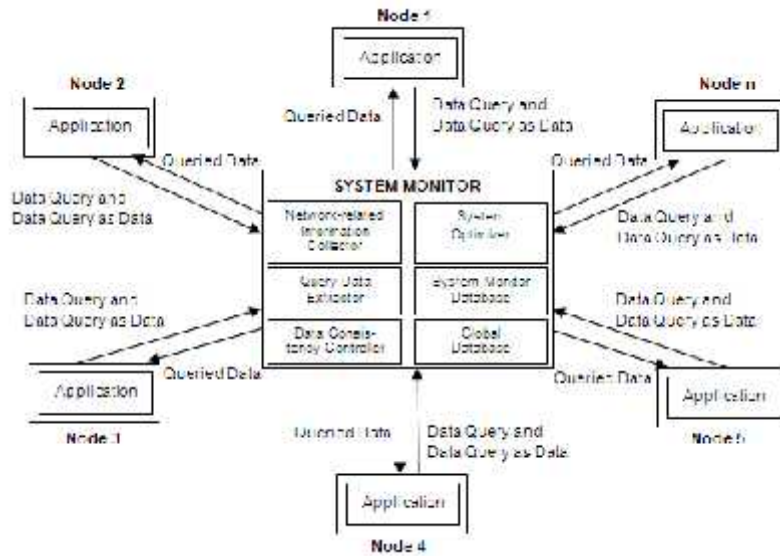 Node 1
Application
Node 2
Application
Queried Data
Data Query and
Data Query as Data
Node n
Application
Queried Data
Queried Data
Data Query and
Data Query as Data
Data Query and
Data Query as Data
SYSTEM MONITOR
Network-related
Information
Collector
System
Optimizer
Query Data
Extractor
System Monitor
Database
Data Consis-
tency Controller
Global
Database
Data Query and
Data Query as Data
Data Query and
Data Query as Data
Application
Queried Data
Queried Data
Application
Node 3
Queried Data
Data Query and
Data Query as Data
Node 5
Application
Node 4